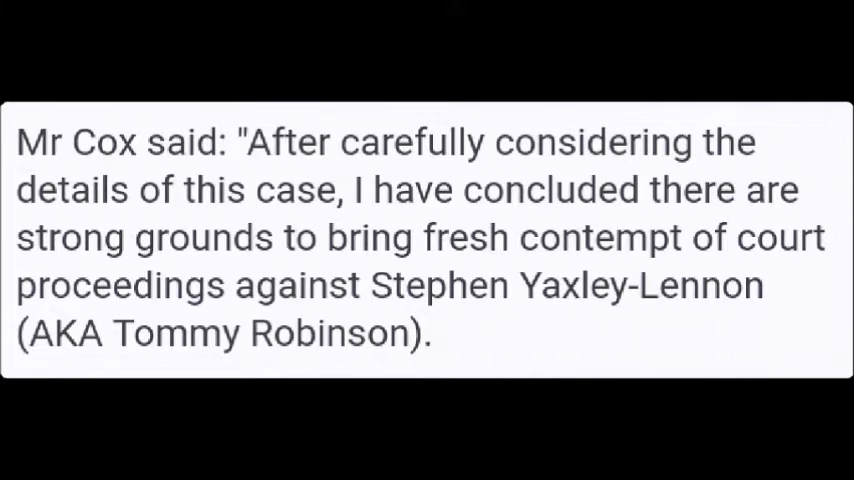 Mr Cox said: "After carefully considering the
details of this case, I have concluded there are
strong grounds to bring fresh contempt of court
proceedings against Stephen Yaxley-Lennon
(AKA Tommy Robinson).